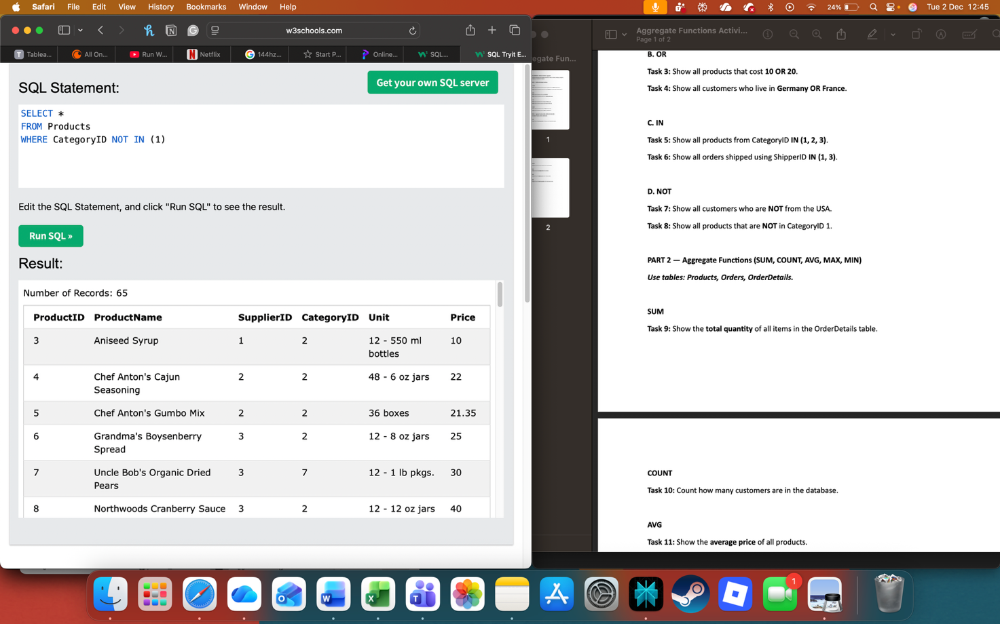 Safari File Edit View History Bookmarks Window Help
24% Tue 2 Dec 12:45
w3schools.com
Tablea... All On... Run W... Netflix 144hz... Start P... Online... SQL... SQL Tryit E...
SQL Statement:
Get your own SQL server
SELECT *
FROM Products
WHERE CategoryID NOT IN (1)
Edit the SQL Statement, and click "Run SQL" to see the result.
Run SQL »
Result:
Number of Records: 65
ProductID ProductName SupplierID CategoryID Unit Price
3 Aniseed Syrup 1 2 12 - 550 ml bottles 10
4 Chef Anton's Cajun Seasoning 2 2 48 - 6 oz jars 22
5 Chef Anton's Gumbo Mix 2 2 36 boxes 21.35
6 Grandma's Boysenberry Spread 3 2 12 - 8 oz jars 25
7 Uncle Bob's Organic Dried Pears 3 7 12 - 1 lb pkgs. 30
8 Northwoods Cranberry Sauce 3 2 12 - 12 oz jars 40
Aggregate Functions Activi...
Page 1 of 2
egate Fun...
1
2
B. OR
Task 3: Show all products that cost 10 OR 20.
Task 4: Show all customers who live in Germany OR France.
C. IN
Task 5: Show all products from CategoryID IN (1, 2, 3).
Task 6: Show all orders shipped using ShipperID IN (1, 3).
D. NOT
Task 7: Show all customers who are NOT from the USA.
Task 8: Show all products that are NOT in CategoryID 1.
PART 2 — Aggregate Functions (SUM, COUNT, AVG, MAX, MIN)
Use tables: Products, Orders, OrderDetails.
SUM
Task 9: Show the total quantity of all items in the OrderDetails table.
COUNT
Task 10: Count how many customers are in the database.
AVG
Task 11: Show the average price of all products.
1